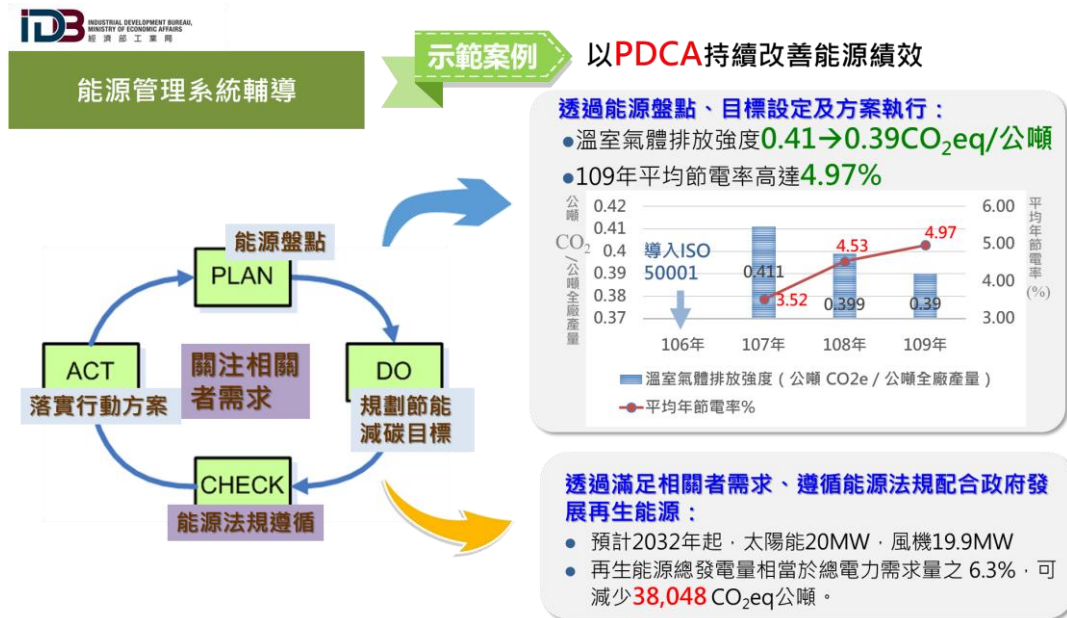 iDB INDUSTRIAL DEVELOPMENT BUREAU,
MINISTRY OF ECONOMIC AFFAIRS
經濟部工業局
能源管理系統輔導
示範案例
以PDCA持續改善能源績效
能源盤點
PLAN
ACT
落實行動方案
關注相關
者需求
DO
規劃節能
減碳目標
CHECK
能源法規遵循
透過能源盤點、目標設定及方案執行：
●溫室氣體排放強度0.41→0.39CO₂eq/公噸
●109年平均節電率高達4.97%
公噸 CO₂/公噸全廠產量
0.42
0.41
0.4
0.39
0.38
0.37
導入ISO
50001
0.411
0.399
0.39
3.52
4.53
4.97
6.00
5.00
4.00
3.00
平均年節電率(%)
106年 107年 108年 109年
溫室氣體排放強度（公噸 CO2e / 公噸全廠產量）
平均年節電率%
透過滿足相關者需求、遵循能源法規配合政府發
展再生能源：
● 預計2032年起，太陽能20MW，風機19.9MW
● 再生能源總發電量相當於總電力需求量之 6.3%，可
減少38,048 CO₂eq公噸。